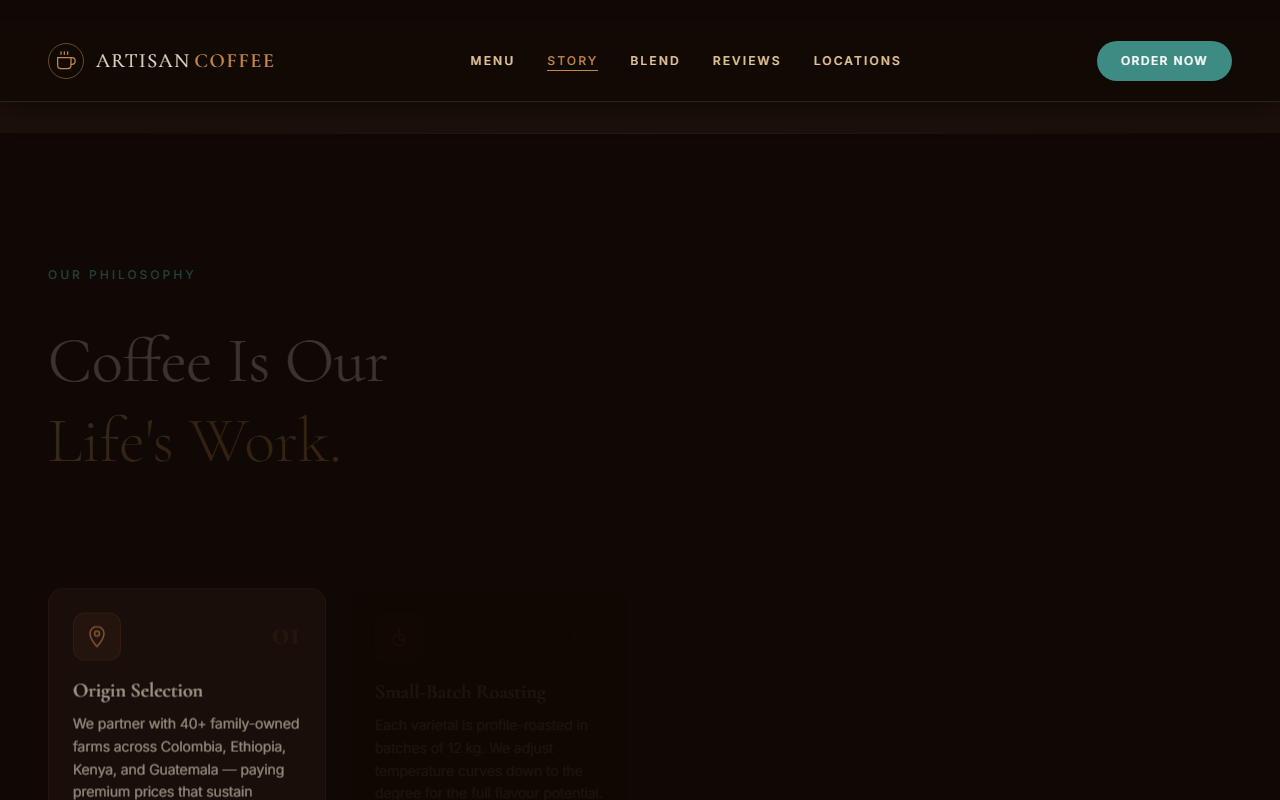 ARTISAN COFFEE
MENU
STORY
BLEND
REVIEWS
LOCATIONS
ORDER NOW
OUR PHILOSOPHY
Coffee Is Our
Life's Work.
01
Origin Selection
We partner with 40+ family-owned
farms across Colombia, Ethiopia,
Kenya, and Guatemala — paying
premium prices that sustain
Small-Batch Roasting
Each varietal is profile-roasted in
batches of 12 kg. We adjust
temperature curves down to the
degree for the full flavour potential.